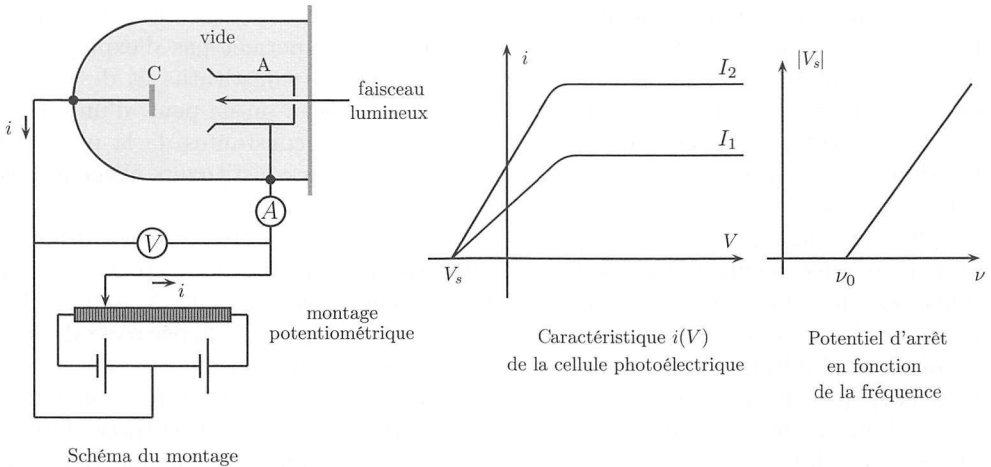 vide
C
A
faisceau
lumineux
i
A
V
i
montage
potentiométrique
Schéma du montage
i
I₂
I₁
V
Vₛ
Caractéristique i(V)
de la cellule photoélectrique
|Vₛ|
ν₀
ν
Potentiel d'arrêt
en fonction
de la fréquence